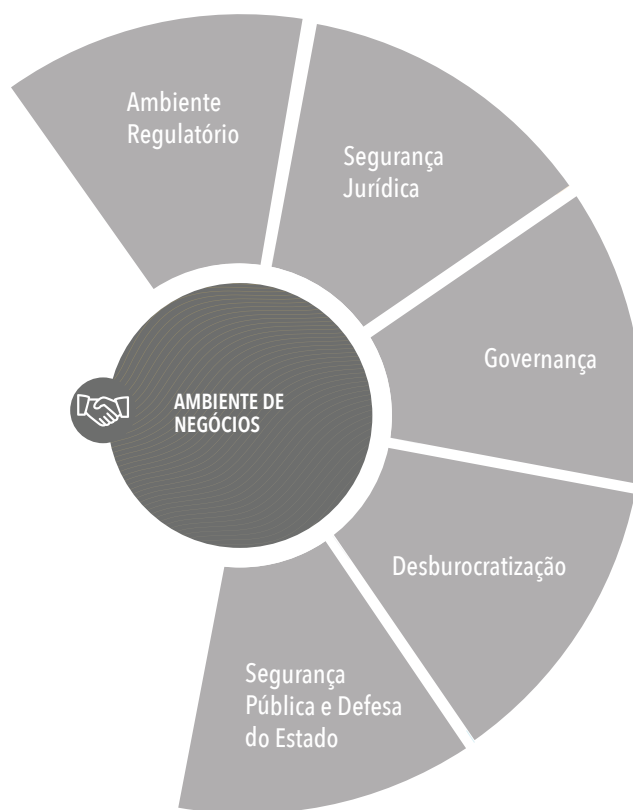 Ambiente
Regulatório
Segurança
Jurídica
Governança
AMBIENTE DE
NEGÓCIOS
Desburocratização
Segurança
Pública e Defesa
do Estado